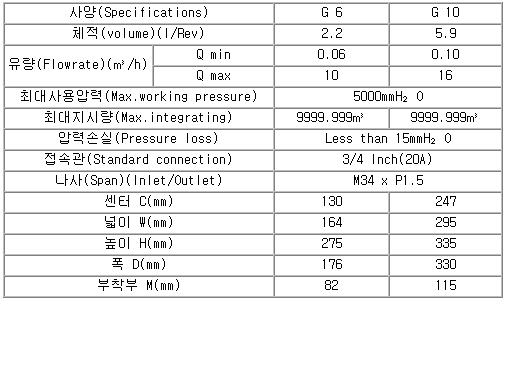 사양(Specifications) G 6 G 10
체적(volume)(l/Rev) 2.2 5.9
유량(Flowrate)(㎥/h) Q min 0.06 0.10
Q max 10 16
최대사용압력(Max.working pressure) 5000mmH₂ O
최대지시량(Max.integrating) 9999.999㎥ 9999.999㎥
압력손실(Pressure loss) Less than 15mmH₂ O
접속관(Standard connection) 3/4 Inch(20A)
나사(Span)(Inlet/Outlet) M34 x P1.5
센터 C(mm) 130 247
넓이 W(mm) 164 295
높이 H(mm) 275 335
폭 D(mm) 176 330
부착부 M(mm) 82 115